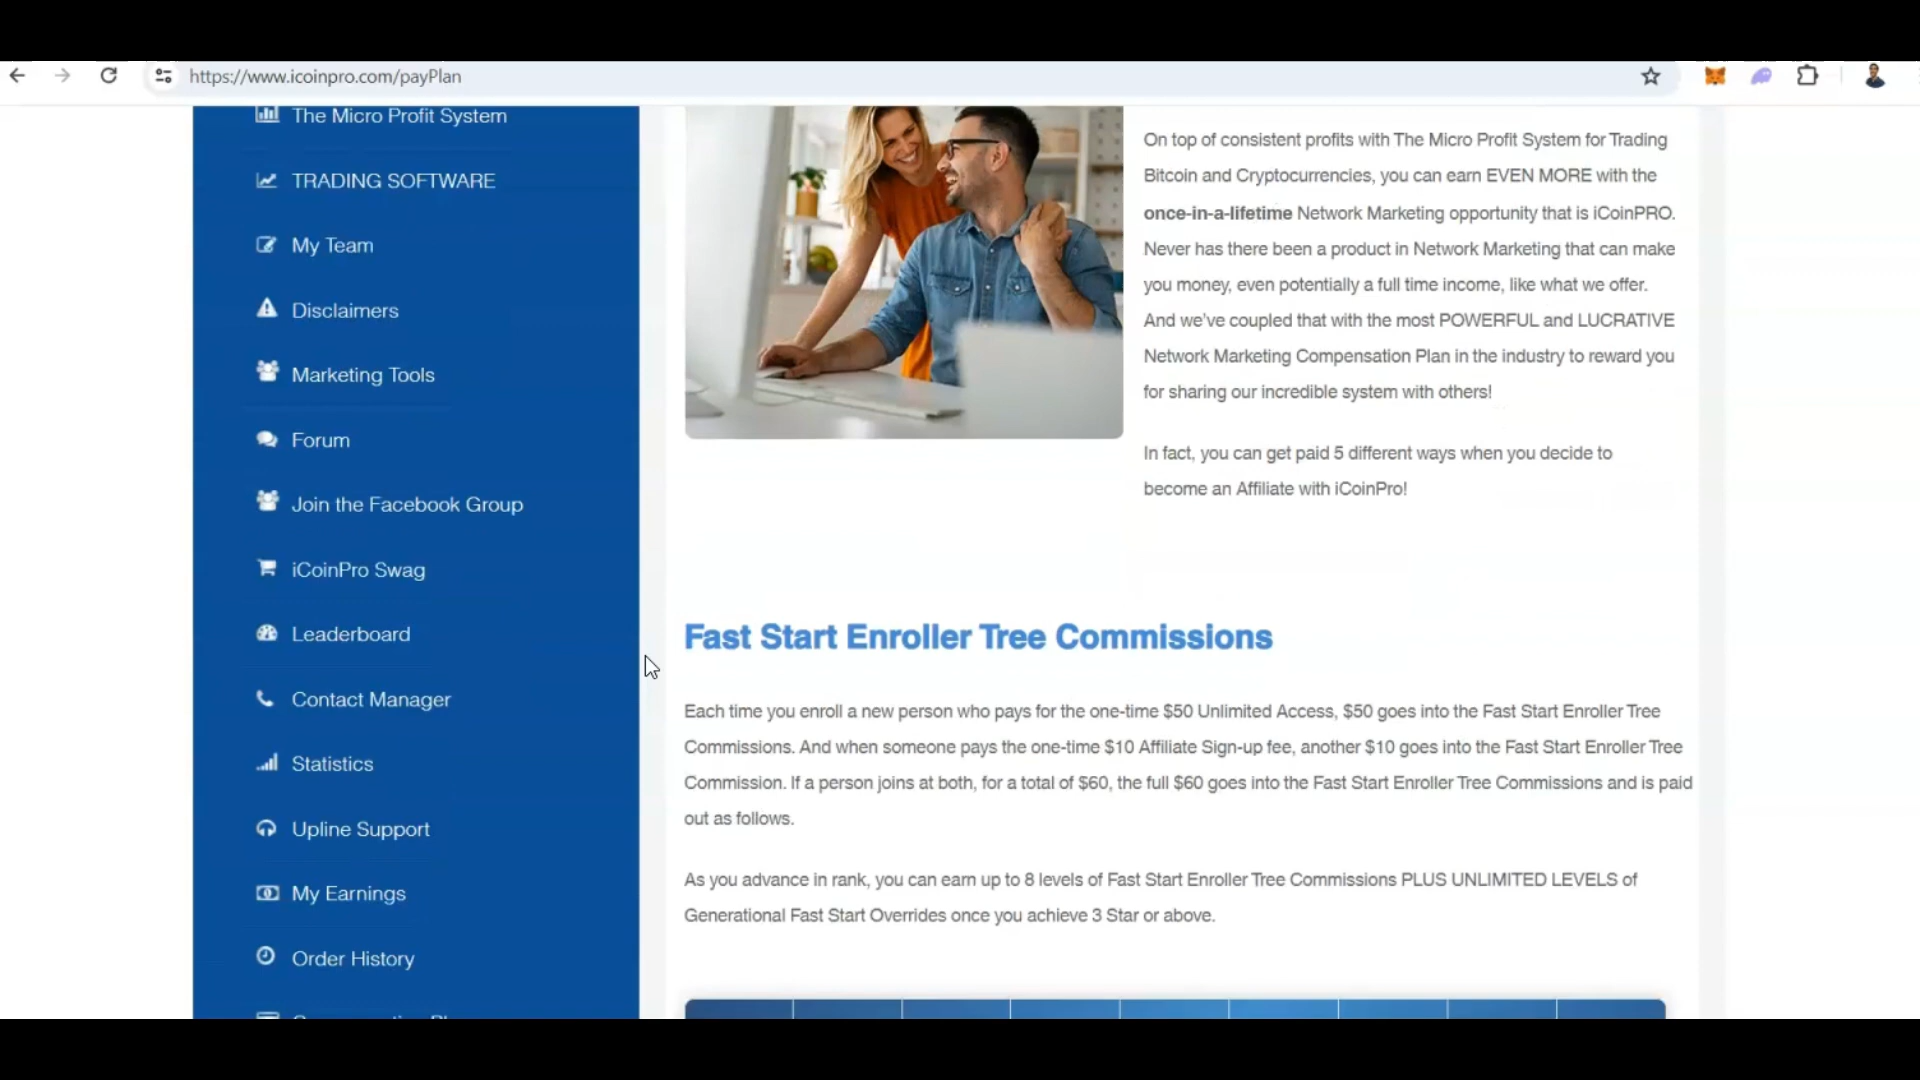 https://www.icoinpro.com/payPlan
The Micro Profit System
TRADING SOFTWARE
My Team
Disclaimers
Marketing Tools
Forum
Join the Facebook Group
iCoinPro Swag
Leaderboard
Contact Manager
Statistics
Upline Support
My Earnings
Order History
On top of consistent profits with The Micro Profit System for Trading
Bitcoin and Cryptocurrencies, you can earn EVEN MORE with the
once-in-a-lifetime Network Marketing opportunity that is iCoinPRO.
Never has there been a product in Network Marketing that can make
you money, even potentially a full time income, like what we offer.
And we've coupled that with the most POWERFUL and LUCRATIVE
Network Marketing Compensation Plan in the industry to reward you
for sharing our incredible system with others!
In fact, you can get paid 5 different ways when you decide to
become an Affiliate with iCoinPro!
Fast Start Enroller Tree Commissions
Each time you enroll a new person who pays for the one-time $50 Unlimited Access, $50 goes into the Fast Start Enroller Tree
Commissions. And when someone pays the one-time $10 Affiliate Sign-up fee, another $10 goes into the Fast Start Enroller Tree
Commission. If a person joins at both, for a total of $60, the full $60 goes into the Fast Start Enroller Tree Commissions and is paid
out as follows.
As you advance in rank, you can earn up to 8 levels of Fast Start Enroller Tree Commissions PLUS UNLIMITED LEVELS of
Generational Fast Start Overrides once you achieve 3 Star or above.